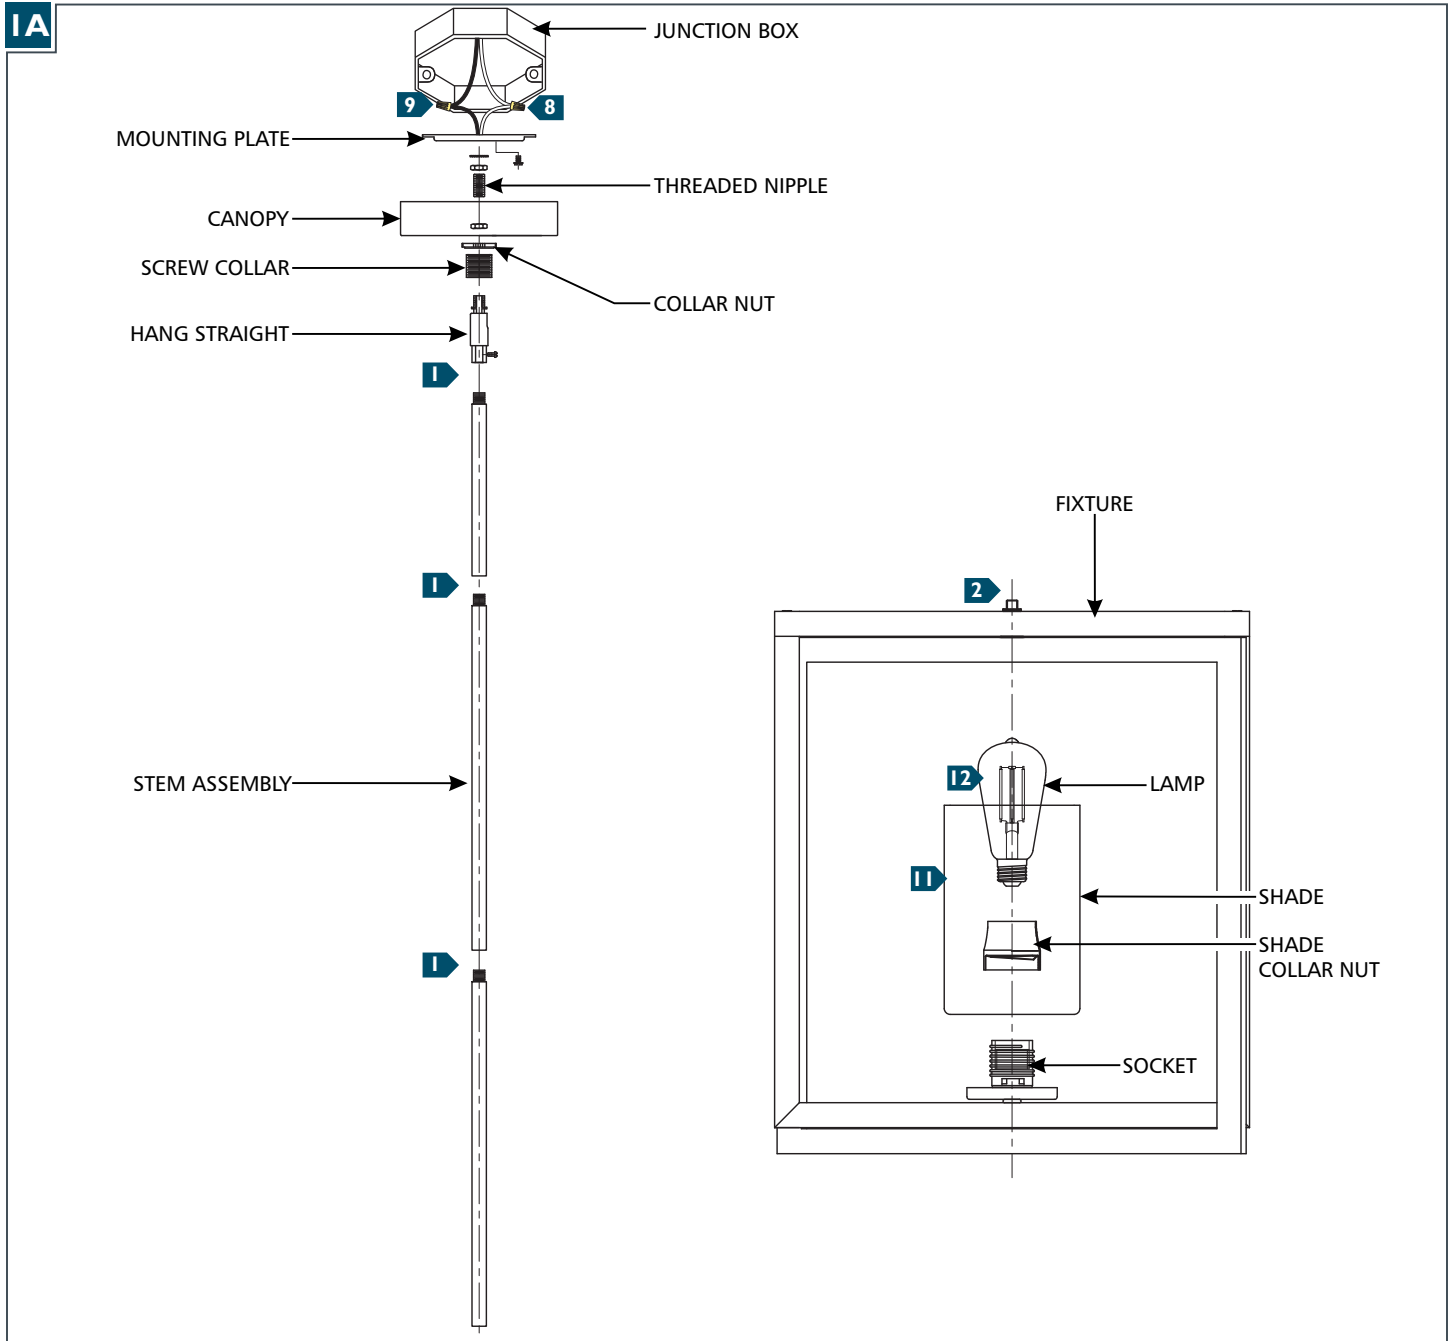 1A
JUNCTION BOX
9
8
MOUNTING PLATE
THREADED NIPPLE
CANOPY
SCREW COLLAR
COLLAR NUT
HANG STRAIGHT
1
FIXTURE
1
2
STEM ASSEMBLY
12
LAMP
11
SHADE
SHADE
COLLAR NUT
1
SOCKET